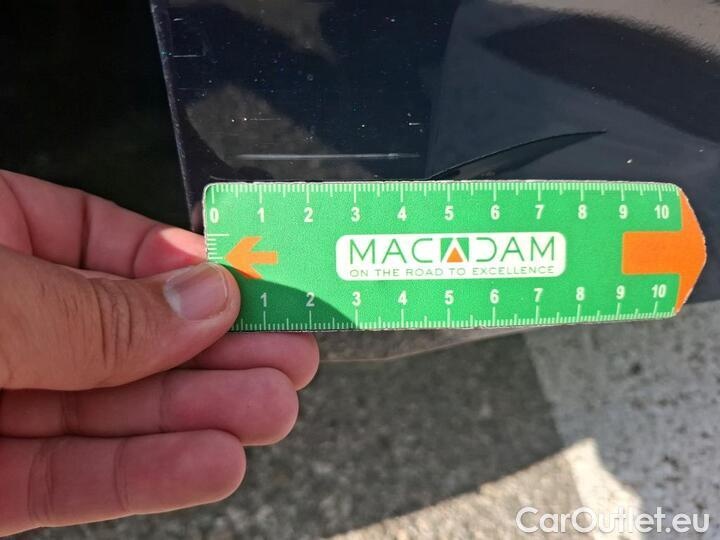 0 1 2 3 4 5 6 7 8 9 10
MACADAM
ON THE ROAD TO EXCELLENCE
1 2 3 4 5 6 7 8 9 10
CarOutlet.eu